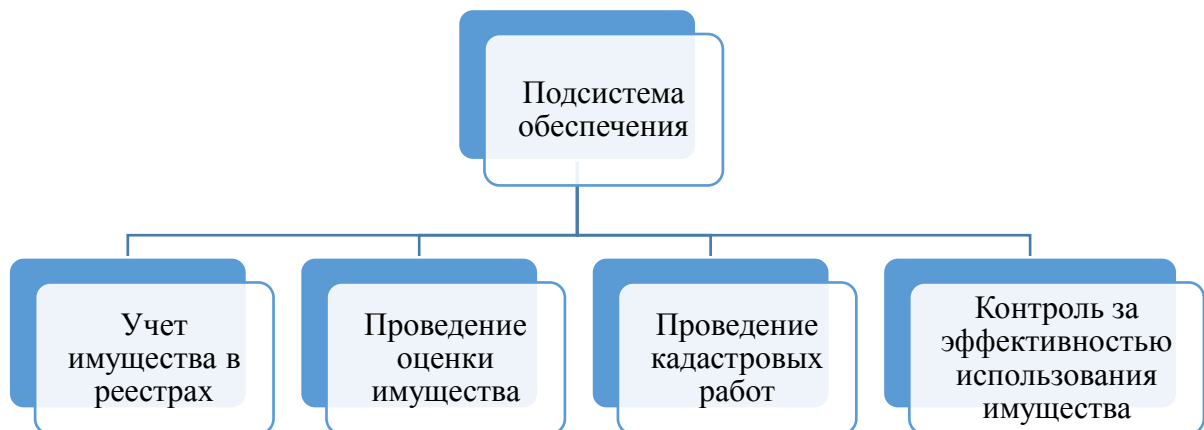 Подсистема
обеспечения
Учет
имущества в
реестрах
Проведение
оценки
имущества
Проведение
кадастровых
работ
Контроль за
эффективностью
использования
имущества